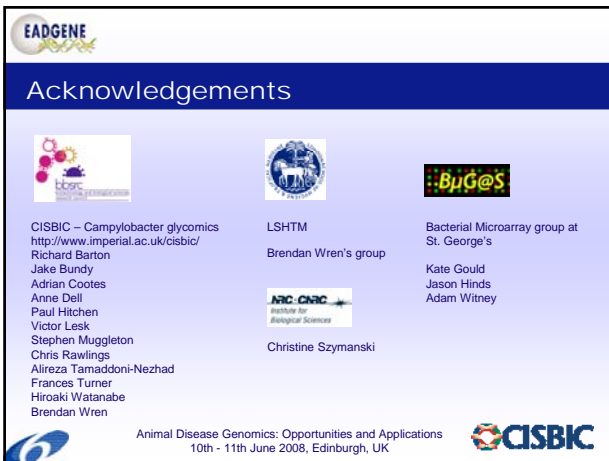 EADGENE
Acknowledgements
bbsrc
CISBIC – Campylobacter glycomics
http://www.imperial.ac.uk/cisbic/
Richard Barton
Jake Bundy
Adrian Cootes
Anne Dell
Paul Hitchen
Victor Lesk
Stephen Muggleton
Chris Rawlings
Alireza Tamaddoni-Nezhad
Frances Turner
Hiroaki Watanabe
Brendan Wren
LSHTM
Brendan Wren's group
NRC·CNRC
Institute for
Biological Sciences
Christine Szymanski
BµG@S
Bacterial Microarray group at
St. George's
Kate Gould
Jason Hinds
Adam Witney
6
Animal Disease Genomics: Opportunities and Applications
10th - 11th June 2008, Edinburgh, UK
CISBIC